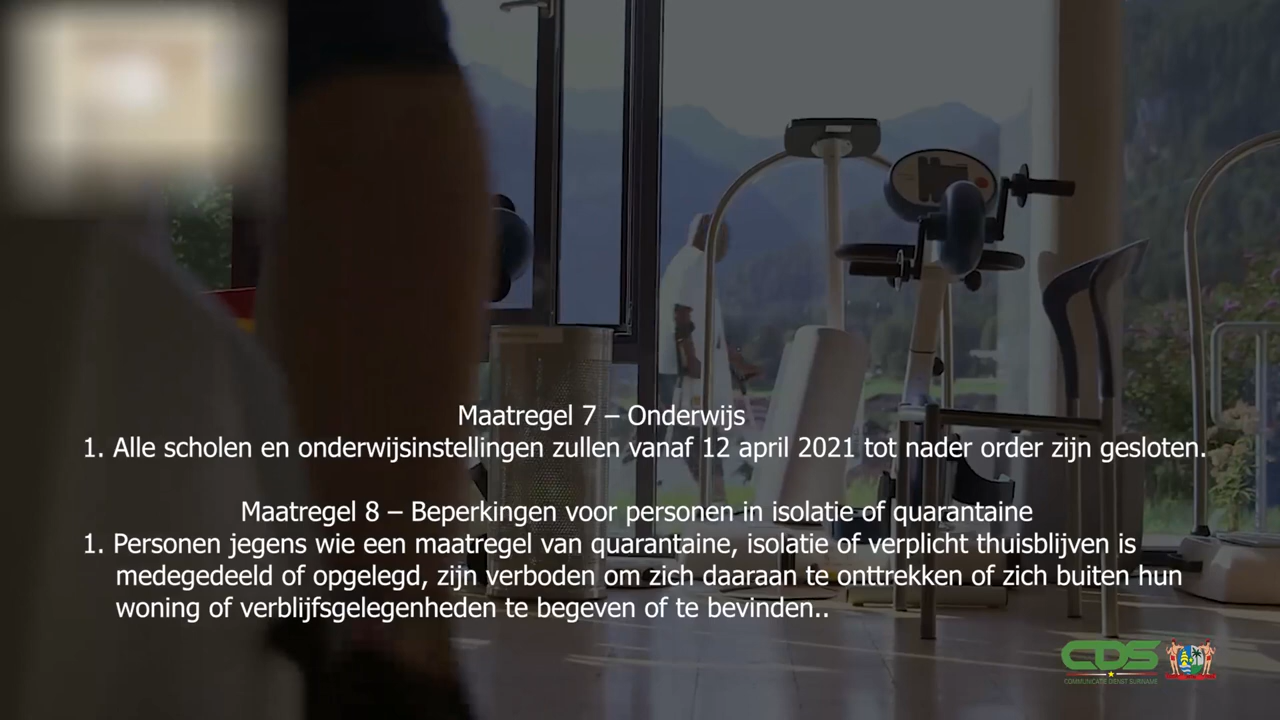 Maatregel 7 – Onderwijs
1. Alle scholen en onderwijsinstellingen zullen vanaf 12 april 2021 tot nader order zijn gesloten.
Maatregel 8 – Beperkingen voor personen in isolatie of quarantaine
1. Personen jegens wie een maatregel van quarantaine, isolatie of verplicht thuisblijven is
medegedeeld of opgelegd, zijn verboden om zich daaraan te onttrekken of zich buiten hun
woning of verblijfsgelegenheden te begeven of te bevinden..
CDS
COMMUNICATIE DIENST SURINAME